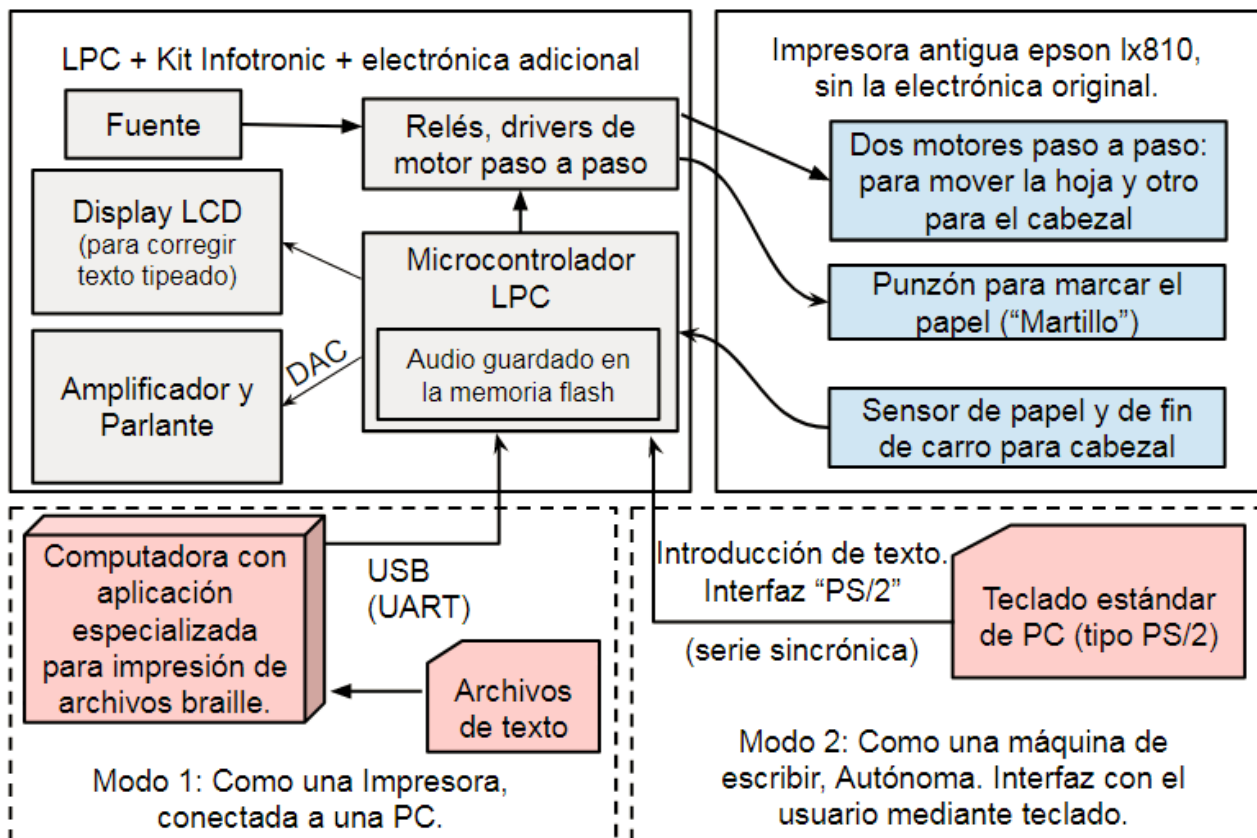 LPC + Kit Infotronic + electrónica adicional
Fuente
Relés, drivers de
motor paso a paso
Display LCD
(para corregir
texto tipeado)
Microcontrolador
LPC
Audio guardado en
la memoria flash
DAC
Amplificador y
Parlante
Impresora antigua epson lx810,
sin la electrónica original.
Dos motores paso a paso:
para mover la hoja y otro
para el cabezal
Punzón para marcar el
papel (“Martillo”)
Sensor de papel y de fin
de carro para cabezal
Computadora con
aplicación
especializada
para impresión de
archivos braille.
USB
(UART)
Archivos
de texto
Modo 1: Como una Impresora,
conectada a una PC.
Introducción de texto.
Interfaz “PS/2”
(serie sincrónica)
Teclado estándar
de PC (tipo PS/2)
Modo 2: Como una máquina de
escribir, Autónoma. Interfaz con el
usuario mediante teclado.